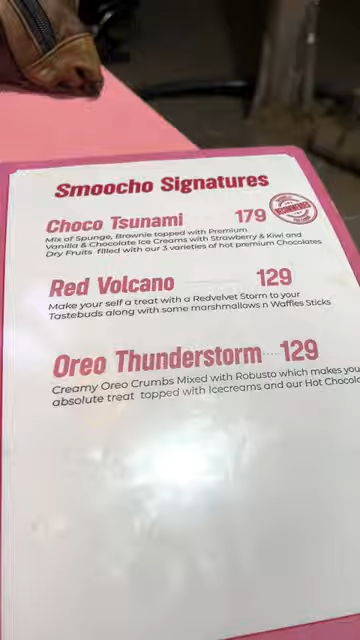 Smoocho Signatures
Choco Tsunami 179
RECOMMENDED
Mix of Spunge, Brownie topped with Premium
Vanilla & Chocolate Ice Creams with Strawberry & Kiwi and
Dry Fruits filled with our 3 varieties of hot premium Chocolates
Red Volcano 129
Make your self a treat with a Redvelvet Storm to your
Tastebuds along with some marshmallows n Waffles Sticks
Oreo Thunderstorm 129
Creamy Oreo Crumbs Mixed with Robusto which makes you
absolute treat topped with Icecreams and our Hot